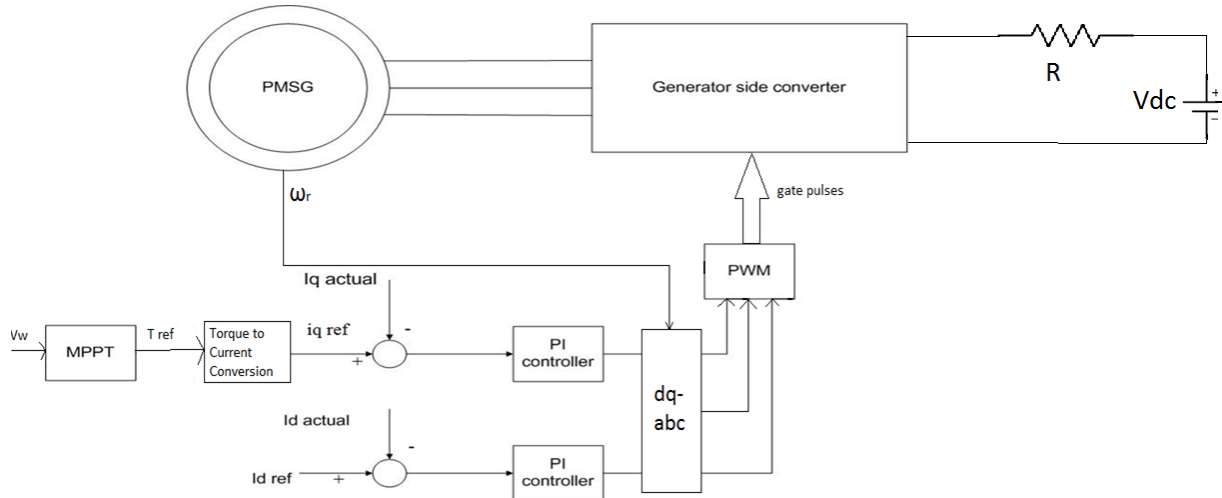 PMSG
Generator side converter
R
Vdc
+
−
ωr
gate pulses
PWM
Iq actual
-
Vw
MPPT
T ref
Torque to
Current
Conversion
iq ref
+
PI
controller
dq-
abc
Id actual
-
Id ref
+
PI
controller